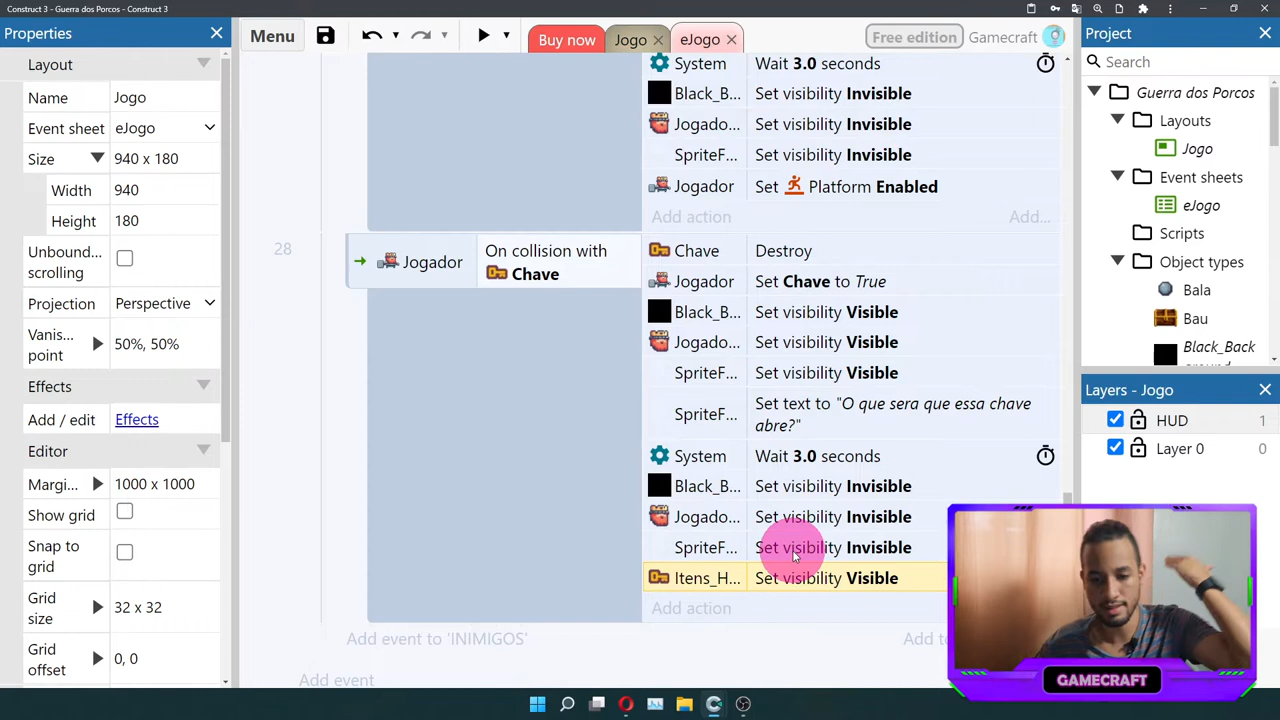 Construct 3 - Guerra dos Porcos - Construct 3
Properties
Layout
Name
Jogo
Event sheet
eJogo
Size
940 x 180
Width
940
Height
180
Unbound...
scrolling
Projection
Perspective
Vanis...
point
50%, 50%
Effects
Add / edit
Effects
Editor
Margi...
1000 x 1000
Show grid
Snap to
grid
Grid
size
32 x 32
Grid
offset
0, 0
Menu
Buy now
Jogo
eJogo
Free edition
Gamecraft
System
Wait 3.0 seconds
Black_B...
Set visibility Invisible
Jogado...
Set visibility Invisible
SpriteF...
Set visibility Invisible
Jogador
Set Platform Enabled
Add action
Add...
28
Jogador
On collision with
Chave
Chave
Destroy
Jogador
Set Chave to True
Black_B...
Set visibility Visible
Jogado...
Set visibility Visible
SpriteF...
Set visibility Visible
SpriteF...
Set text to "O que sera que essa chave
abre?"
System
Wait 3.0 seconds
Black_B...
Set visibility Invisible
Jogado...
Set visibility Invisible
SpriteF...
Set visibility Invisible
Itens_H...
Set visibility Visible
Add action
Add event to 'INIMIGOS'
Add to
Add event
Project
Search
Guerra dos Porcos
Layouts
Jogo
Event sheets
eJogo
Scripts
Object types
Bala
Bau
Black_Back
Layers - Jogo
HUD
1
Layer 0
0
GAMECRAFT